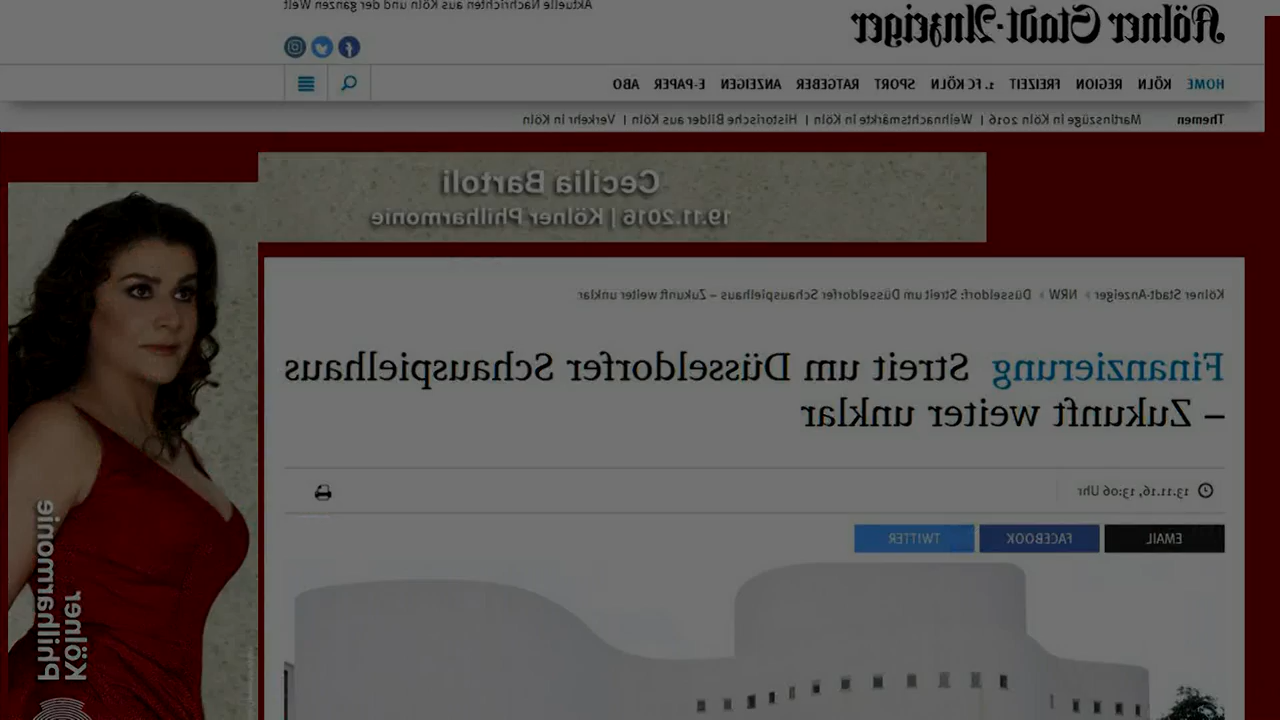 Aktuelle Nachrichten aus Köln und der ganzen Welt
Kölner Stadt-Anzeiger
HOME KÖLN REGION FREIZEIT 1. FC KÖLN SPORT RATGEBER ANZEIGEN E-PAPER ABO
Themen Martinszüge in Köln 2016 | Weihnachtsmärkte in Köln | Historische Bilder aus Köln | Verkehr in Köln
Cecilia Bartoli
19.11.2016 | Kölner Philharmonie
Kölner Stadt-Anzeiger › NRW › Düsseldorf: Streit um Düsseldorfer Schauspielhaus – Zukunft weiter unklar
Finanzierung Streit um Düsseldorfer Schauspielhaus
– Zukunft weiter unklar
13.11.16, 13:06 Uhr
EMAIL FACEBOOK TWITTER
Kölner
Philharmonie